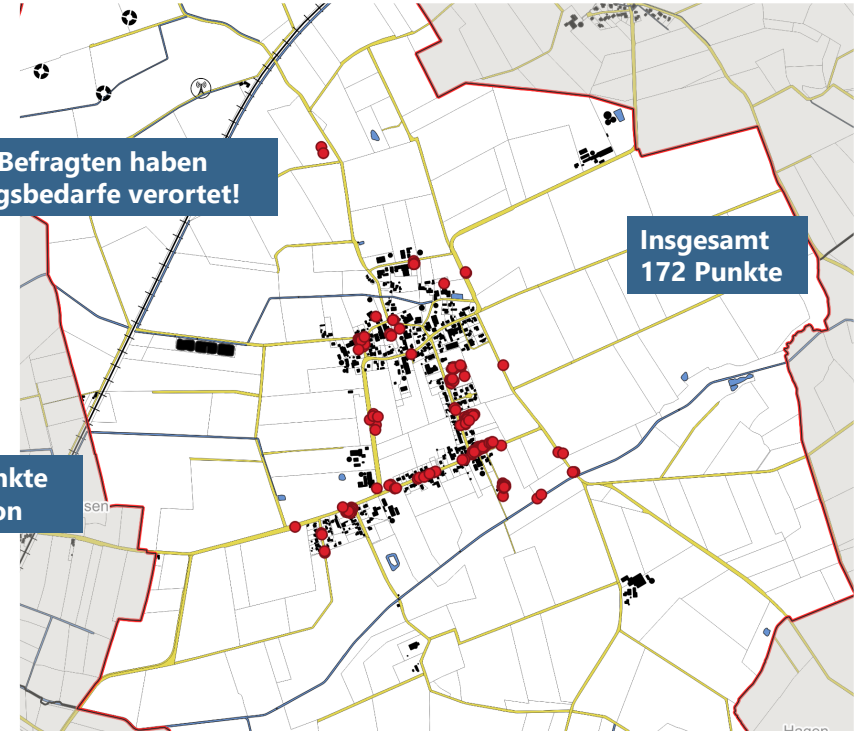 Befragten haben
gsbedarfe verortet!
Insgesamt
172 Punkte
nkte
on
sen
Hagen